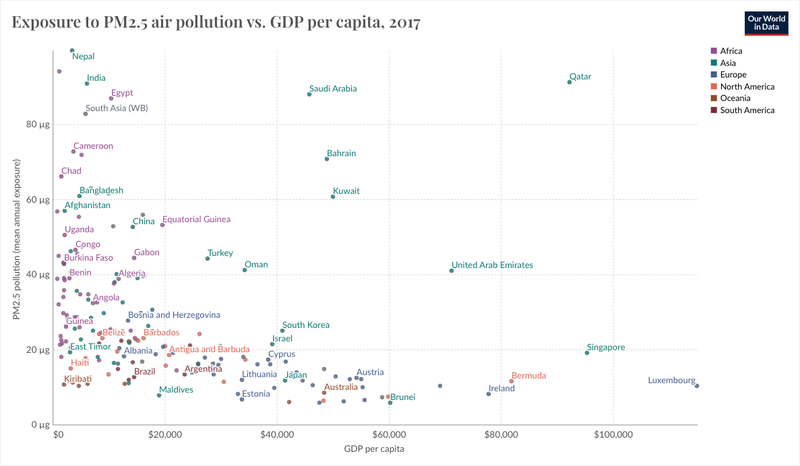 Exposure to PM2.5 air pollution vs. GDP per capita, 2017
Our World
in Data
Nepal
India
Egypt
South Asia (WB)
Saudi Arabia
Qatar
Africa
Asia
Europe
North America
Oceania
South America
80 µg
Cameroon
Bahrain
Chad
Bangladesh
Kuwait
60 µg
Afghanistan
China
Equatorial Guinea
Uganda
Congo
Burkina Faso
Gabon
Turkey
Oman
United Arab Emirates
40 µg
Benin
Algeria
Angola
Guinea
Bosnia and Herzegovina
South Korea
Belize
Barbados
Israel
20 µg
East Timor
Albania
Antigua and Barbuda
Cyprus
Singapore
Haiti
Brazil
Argentina
Kiribati
Lithuania
Italy
Austria
Bermuda
Luxembourg
Maldives
Estonia
Australia
Brunei
Ireland
0 µg
$0
$20,000
$40,000
$60,000
$80,000
$100,000
PM2.5 pollution (mean annual exposure)
GDP per capita